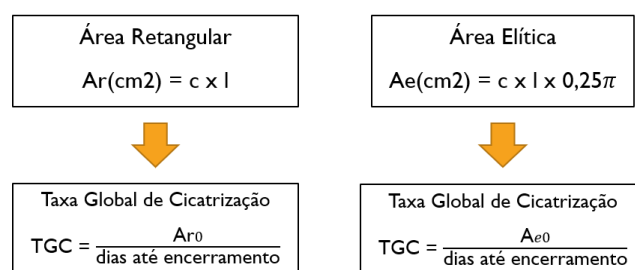 Área Retangular
Ar(cm2) = c x l
Área Elítica
Ae(cm2) = c x l x 0,25π
Taxa Global de Cicatrização
TGC = Ar0 / dias até encerramento
Taxa Global de Cicatrização
TGC = Ae0 / dias até encerramento